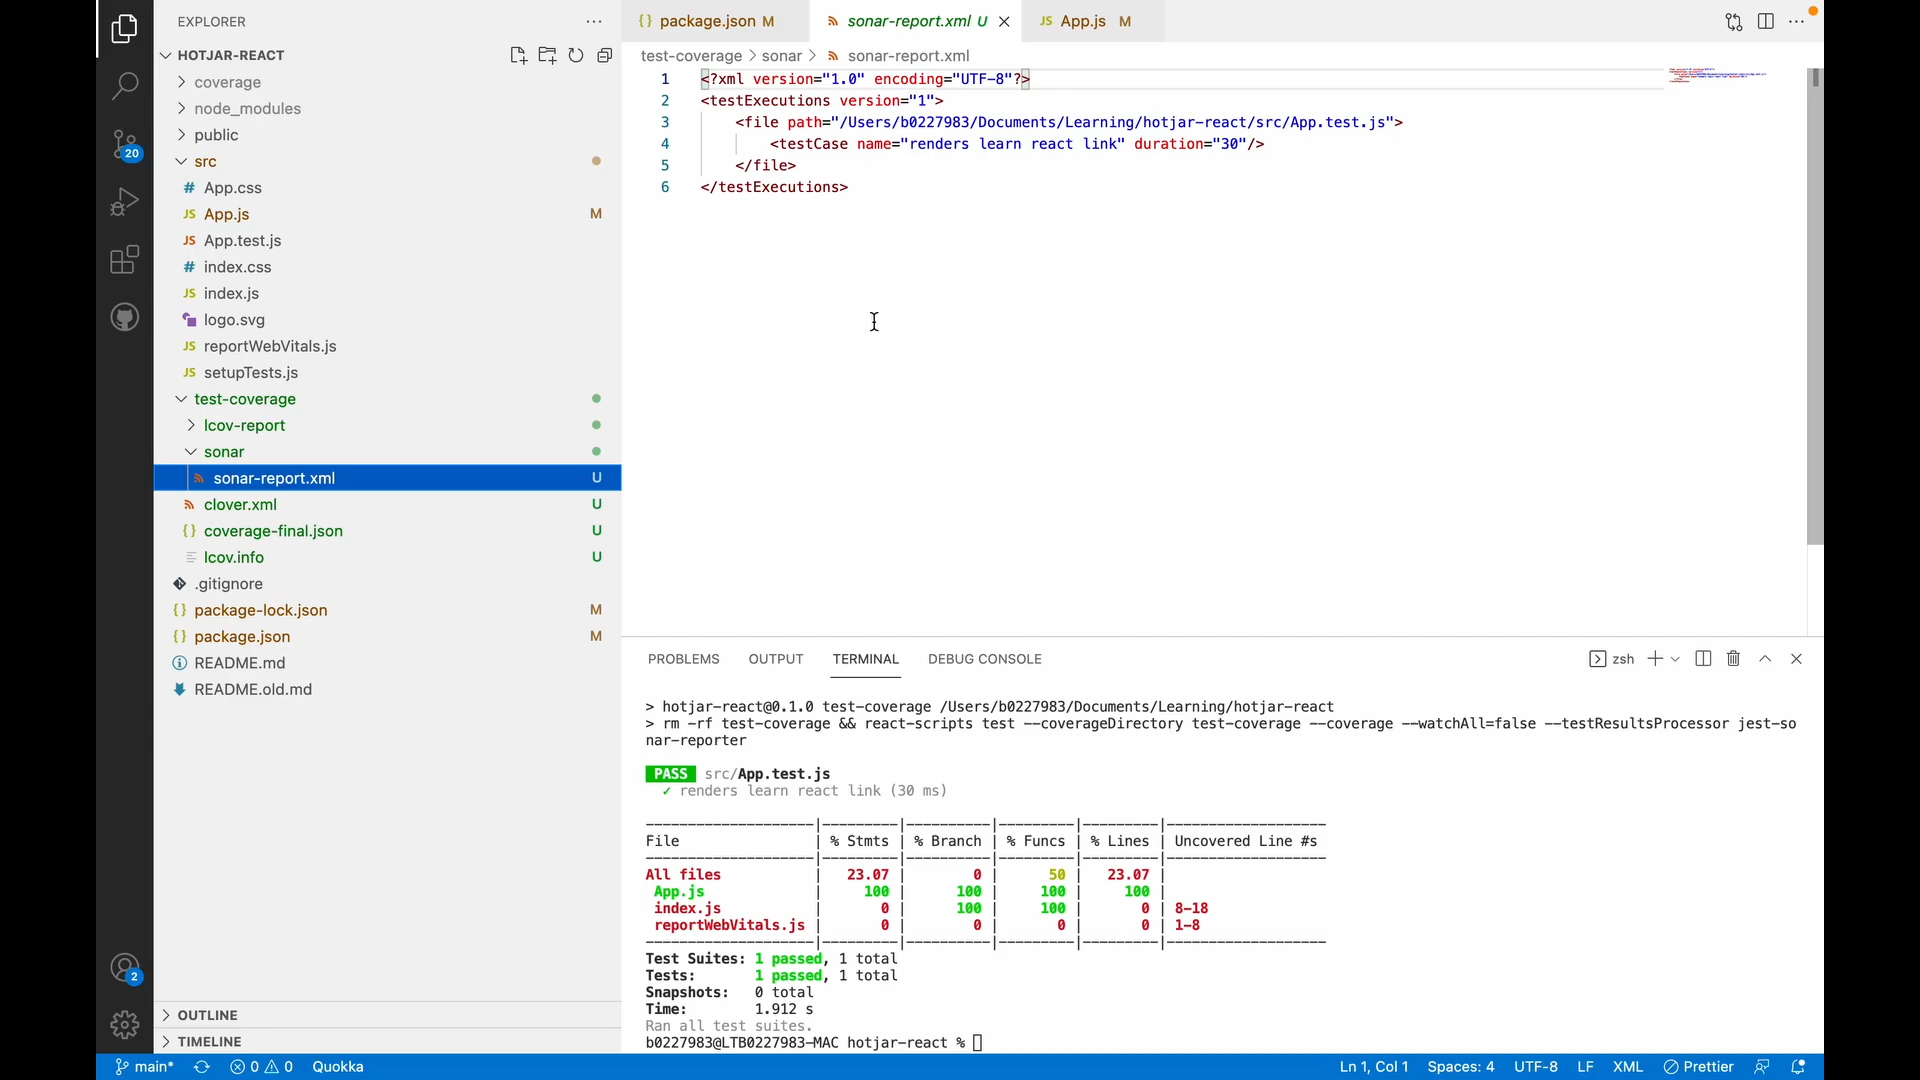 EXPLORER
HOTJAR-REACT
coverage
node_modules
public
src
App.css
App.js M
App.test.js
index.css
index.js
logo.svg
reportWebVitals.js
setupTests.js
test-coverage
lcov-report
sonar
sonar-report.xml U
clover.xml U
coverage-final.json U
lcov.info U
.gitignore
package-lock.json M
package.json M
README.md
README.old.md
OUTLINE
TIMELINE
20
2
package.json M sonar-report.xml U App.js M
test-coverage > sonar > sonar-report.xml
1 <?xml version="1.0" encoding="UTF-8"?>
2 <testExecutions version="1">
3 <file path="/Users/b0227983/Documents/Learning/hotjar-react/src/App.test.js">
4 <testCase name="renders learn react link" duration="30"/>
5 </file>
6 </testExecutions>
PROBLEMS OUTPUT TERMINAL DEBUG CONSOLE zsh
> hotjar-react@0.1.0 test-coverage /Users/b0227983/Documents/Learning/hotjar-react
> rm -rf test-coverage && react-scripts test --coverageDirectory test-coverage --coverage --watchAll=false --testResultsProcessor jest-so
nar-reporter
PASS src/App.test.js
✓ renders learn react link (30 ms)
--------------------|---------|----------|---------|---------|-------------------
File | % Stmts | % Branch | % Funcs | % Lines | Uncovered Line #s
--------------------|---------|----------|---------|---------|-------------------
All files | 23.07 | 0 | 50 | 23.07 |
App.js | 100 | 100 | 100 | 100 |
index.js | 0 | 100 | 100 | 0 | 8-18
reportWebVitals.js | 0 | 0 | 0 | 0 | 1-8
--------------------|---------|----------|---------|---------|-------------------
Test Suites: 1 passed, 1 total
Tests: 1 passed, 1 total
Snapshots: 0 total
Time: 1.912 s
Ran all test suites.
b0227983@LTB0227983-MAC hotjar-react %
main* 0 0 Quokka Ln 1, Col 1 Spaces: 4 UTF-8 LF XML Prettier